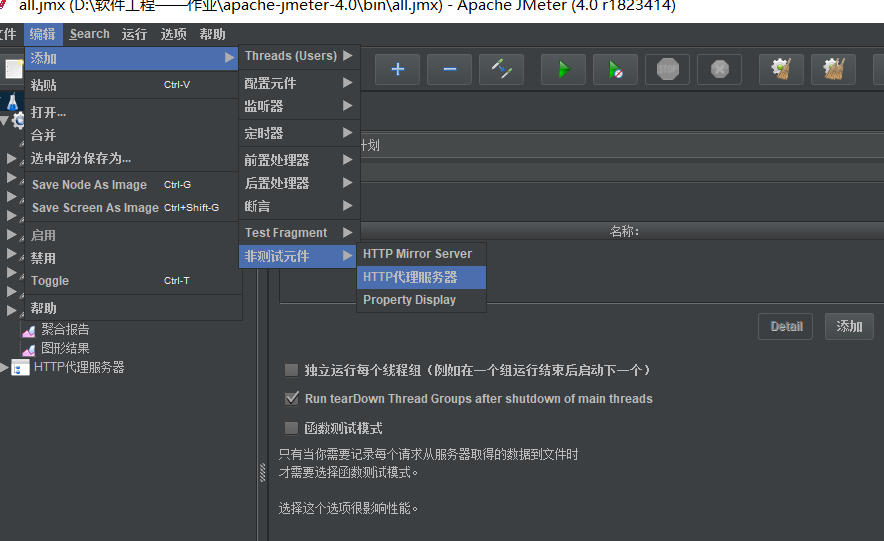 all.jmx (D:\软件工程——作业\apache-jmeter-4.0\bin\all.jmx) - Apache JMeter (4.0 r1823414)
件 编辑 Search 运行 选项 帮助
添加
粘贴 Ctrl-V
打开...
合并
选中部分保存为...
Save Node As Image Ctrl-G
Save Screen As Image Ctrl+Shift-G
启用
禁用
Toggle Ctrl-T
帮助
Threads (Users)
配置元件
监听器
定时器
前置处理器
后置处理器
断言
Test Fragment
非测试元件
HTTP Mirror Server
HTTP代理服务器
Property Display
STOP
计划
名称:
Detail 添加
聚合报告
图形结果
HTTP代理服务器
独立运行每个线程组（例如在一个组运行结束后启动下一个）
Run tearDown Thread Groups after shutdown of main threads
函数测试模式
只有当你需要记录每个请求从服务器取得的数据到文件时
才需要选择函数测试模式。
选择这个选项很影响性能。